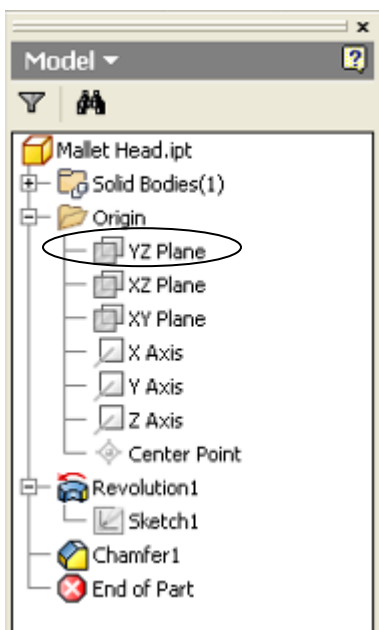 Model
Mallet Head.ipt
Solid Bodies(1)
Origin
YZ Plane
XZ Plane
XY Plane
X Axis
Y Axis
Z Axis
Center Point
Revolution1
Sketch1
Chamfer1
End of Part